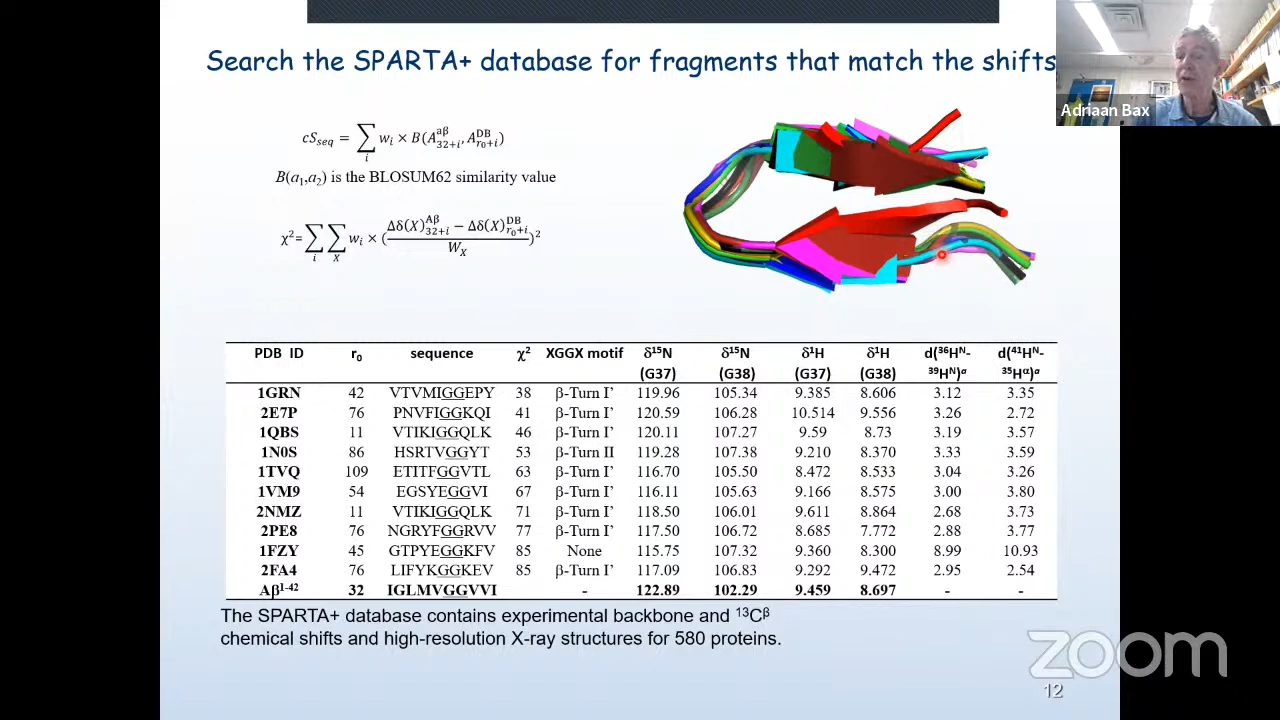 Search the SPARTA+ database for fragments that match the shifts
Adriaan Bax
cS_seq = ∑_i w_i × B(A^{aβ}_{32+i}, A^{DB}_{r₀+i})
B(a₁,a₂) is the BLOSUM62 similarity value
χ²=∑_i ∑_X w_i × (Δδ(X)^{Aβ}_{32+i} − Δδ(X)^{DB}_{r₀+i} / W_X)²
PDB ID r₀ sequence χ² XGGX motif δ¹⁵N (G37) δ¹⁵N (G38) δ¹H (G37) δ¹H (G38) d(³⁶Hᴺ-³⁹Hᴺ)ᵃ d(⁴¹Hᴺ-³⁵Hᵅ)ᵃ
1GRN 42 VTVMIGGEPY 38 β-Turn I’ 119.96 105.34 9.385 8.606 3.12 3.35
2E7P 76 PNVFIGGKQI 41 β-Turn I’ 120.59 106.28 10.514 9.556 3.26 2.72
1QBS 11 VTIKIGGQLK 46 β-Turn I’ 120.11 107.27 9.59 8.73 3.19 3.57
1N0S 86 HSRTVGGYT 53 β-Turn II 119.28 107.38 9.210 8.370 3.33 3.59
1TVQ 109 ETITFGGVTL 63 β-Turn I’ 116.70 105.50 8.472 8.533 3.04 3.26
1VM9 54 EGSYEGGVI 67 β-Turn I’ 116.11 105.63 9.166 8.575 3.00 3.80
2NMZ 11 VTIKIGGQLK 71 β-Turn I’ 118.50 106.01 9.611 8.864 2.68 3.73
2PE8 76 NGRYFGGRVV 77 β-Turn I’ 117.50 106.72 8.685 7.772 2.88 3.77
1FZY 45 GTPYEGGKFV 85 None 115.75 107.32 9.360 8.300 8.99 10.93
2FA4 76 LIFYKGGKEV 85 β-Turn I’ 117.09 106.83 9.292 9.472 2.95 2.54
Aβ¹⁻⁴² 32 IGLMVGGVVI - 122.89 102.29 9.459 8.697 - -
The SPARTA+ database contains experimental backbone and ¹³Cᵝ
chemical shifts and high-resolution X-ray structures for 580 proteins.
zoom
12